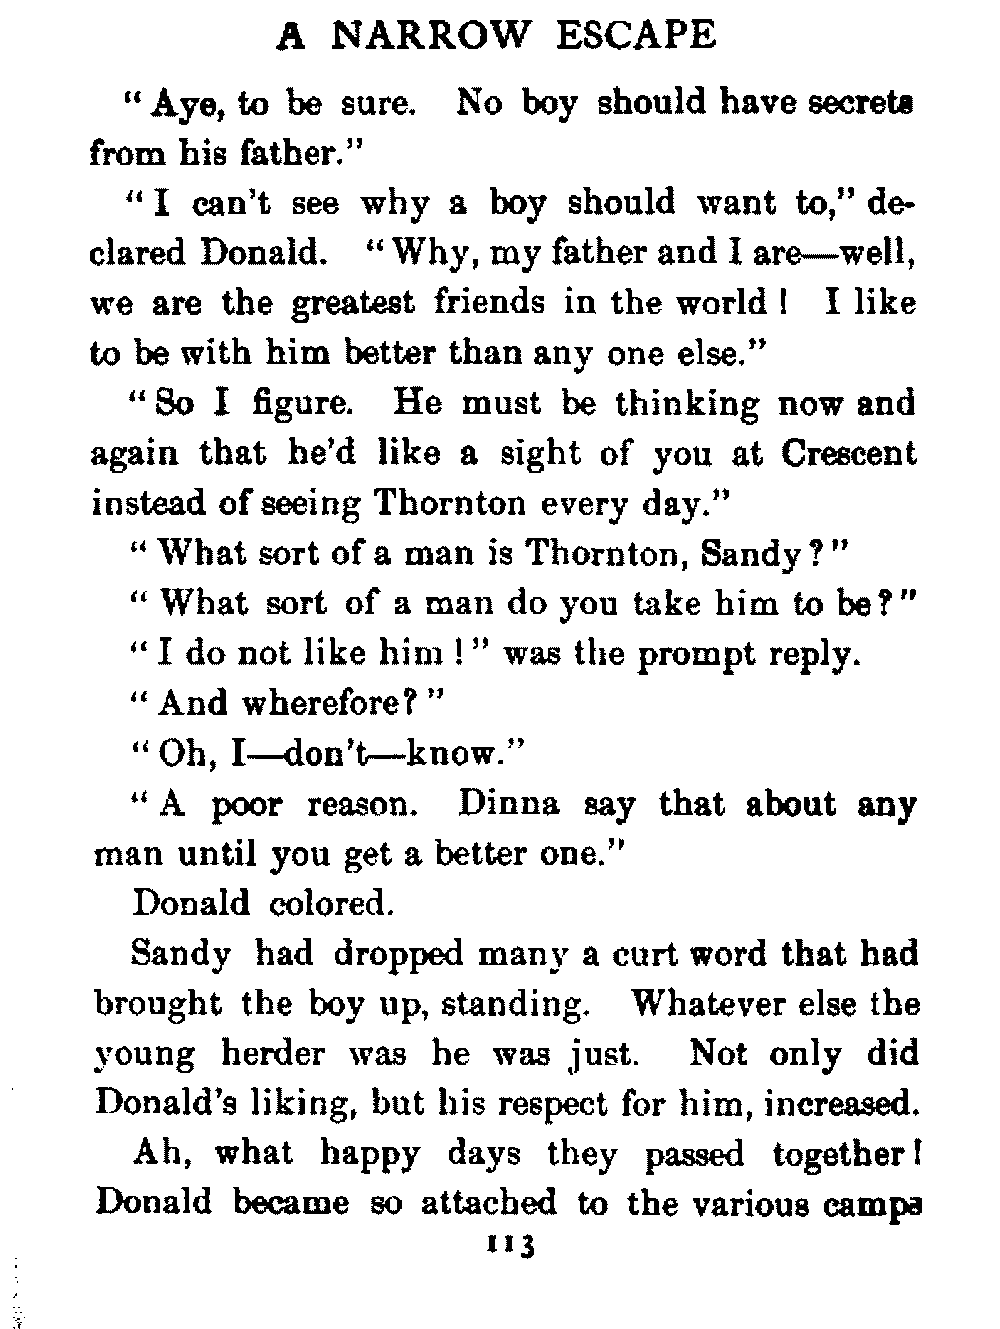 A NARROW ESCAPE
“Aye, to be sure. No boy should have secrets
from his father.”
“I can’t see why a boy should want to,” de-
clared Donald. “Why, my father and I are—well,
we are the greatest friends in the world! I like
to be with him better than any one else.”
“So I figure. He must be thinking now and
again that he’d like a sight of you at Crescent
instead of seeing Thornton every day.”
“What sort of a man is Thornton, Sandy?”
“What sort of a man do you take him to be?”
“I do not like him!” was the prompt reply.
“And wherefore?”
“Oh, I—don’t—know.”
“A poor reason. Dinna say that about any
man until you get a better one.”
Donald colored.
Sandy had dropped many a curt word that had
brought the boy up, standing. Whatever else the
young herder was he was just. Not only did
Donald’s liking, but his respect for him, increased.
Ah, what happy days they passed together!
Donald became so attached to the various camps
113